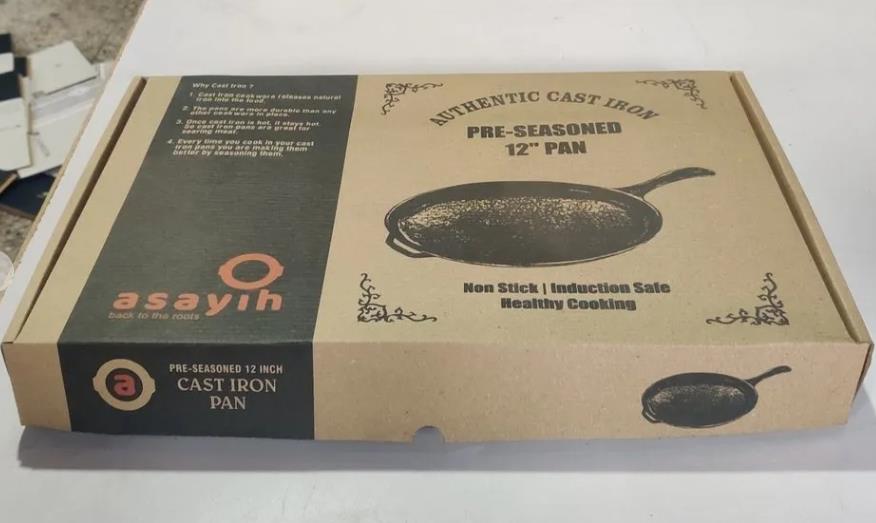 Why Cast Iron ?
1. Cast iron cookware releases natural
iron into the food.
2. The pans are more durable than any
other cookware in place.
3. Once cast iron is hot, it stays hot.
So cast iron pans are great for
searing meat.
4. Every time you cook in your cast
iron pans you are making them
better by seasoning them.
asayih
back to the roots
AUTHENTIC CAST IRON
PRE-SEASONED
12" PAN
Non Stick | Induction Safe
Healthy Cooking
a
PRE-SEASONED 12 INCH
CAST IRON
PAN